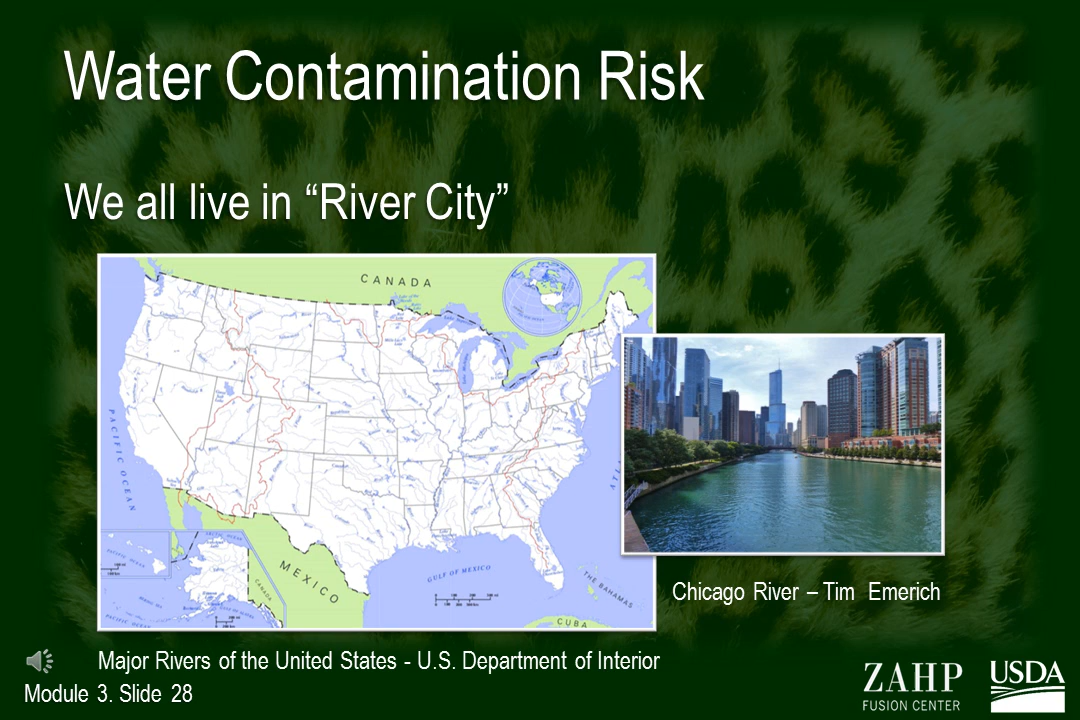 Water Contamination Risk
We all live in “River City”
CANADA
PACIFIC OCEAN
MEXICO
GULF OF MEXICO
THE BAHAMAS
CUBA
CANADA
Chicago River – Tim Emerich
Major Rivers of the United States - U.S. Department of Interior
Module 3. Slide 28
ZAHP
FUSION CENTER
USDA